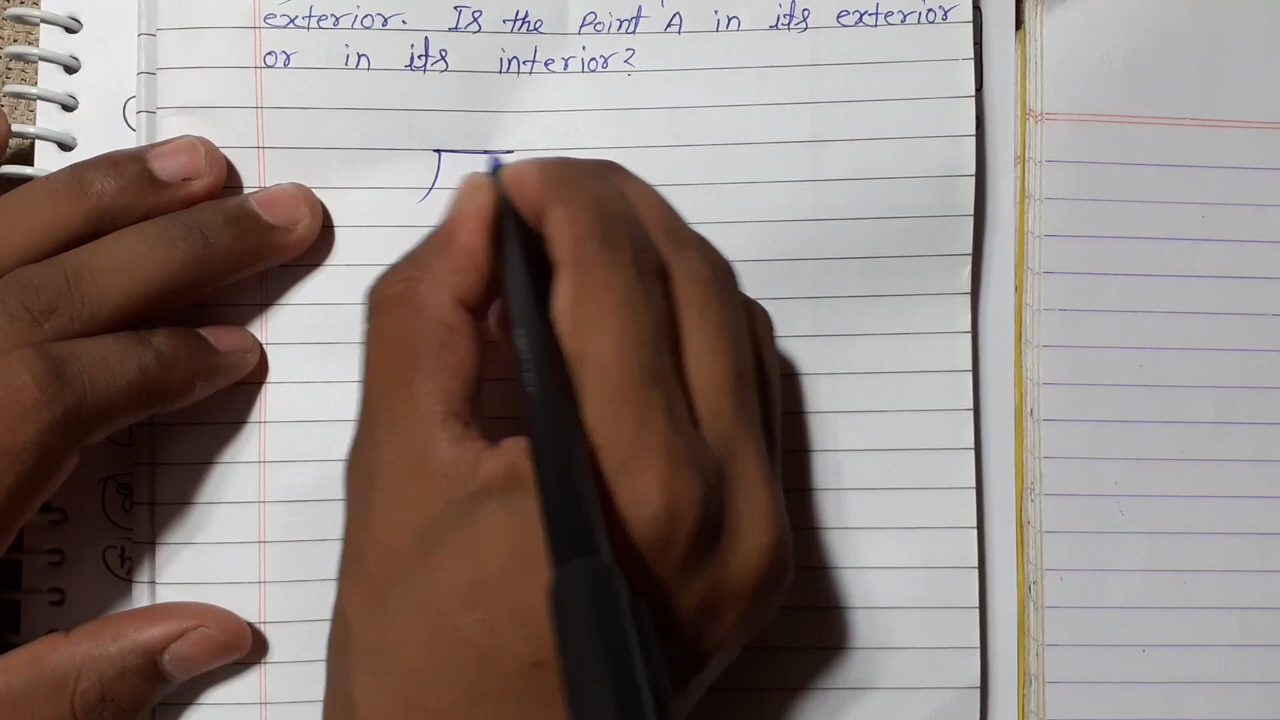 exterior. Is the Point A in its exterior
or in its interior?